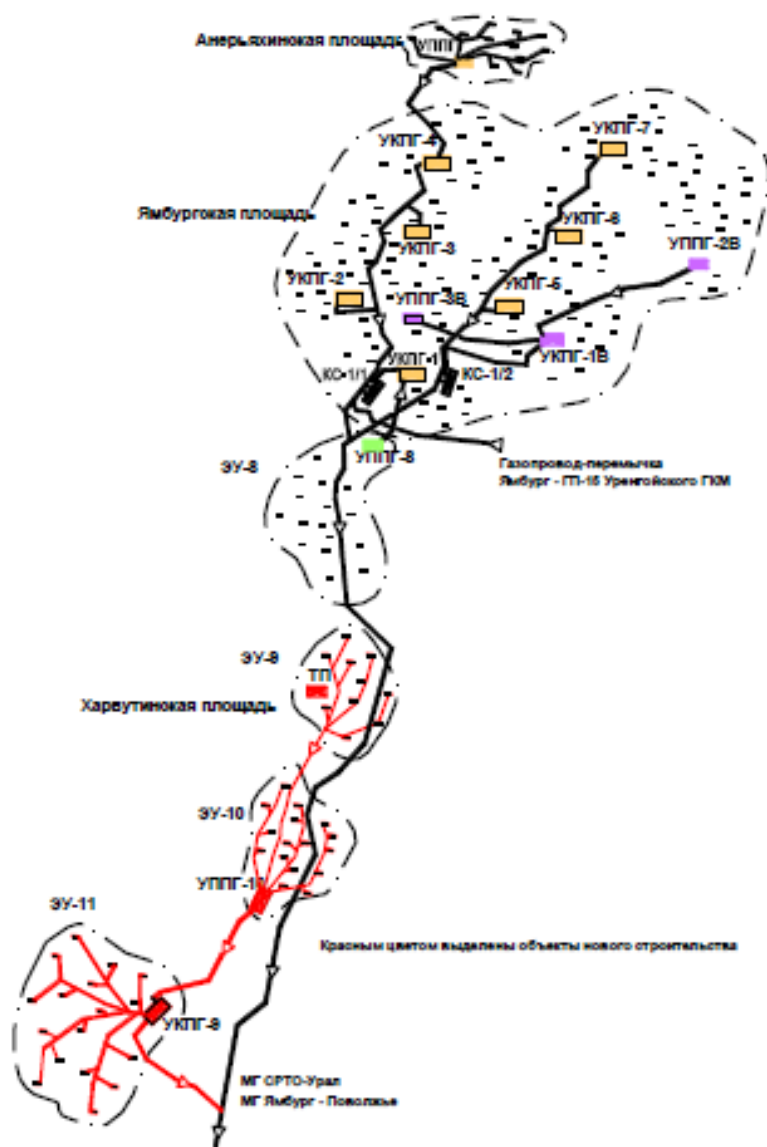 Анерьяхинская площадь
УППГ
УКПГ-4
УКПГ-7
Ямбургская площадь
УКПГ-3
УКПГ-6
УППГ-2В
УКПГ-2
УППГ-3В
УКПГ-5
УКПГ-1
УКПГ-1В
КС-1/1
КС-1/2
УППГ-8
ЭУ-8
Газопровод-перемычка
Ямбург - ГП-15 Уренгойского ГКМ
ЭУ-9
ТП
Харвутинская площадь
ЭУ-10
УППГ-10
ЭУ-11
Красным цветом выделены объекты нового строительства
УКПГ-9
МГ СРТО-Урал
МГ Ямбург - Поволжье